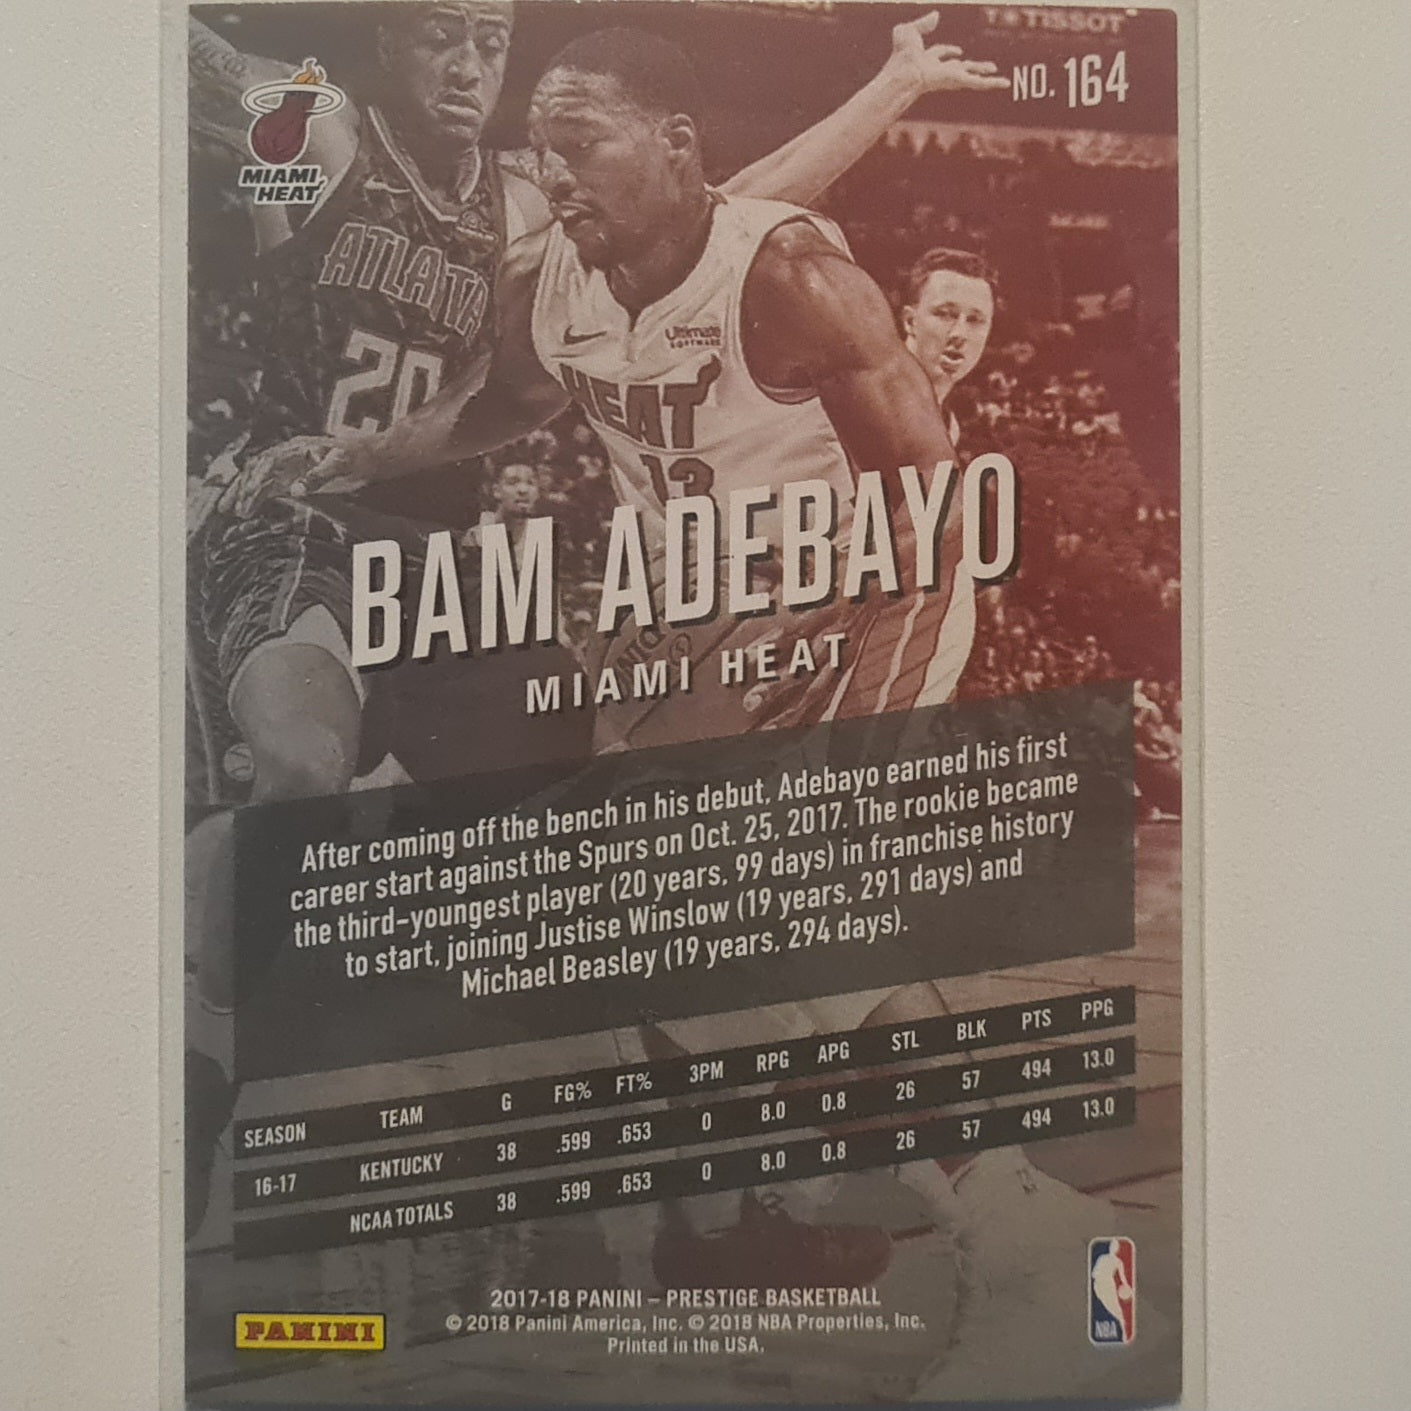 TISSOT
NO. 164
MIAMI
HEAT
ATLANTA
20
Ultimate
SOFTWARE
HEAT
13
BAM ADEBAYO
MIAMI HEAT
After coming off the bench in his debut, Adebayo earned his first
career start against the Spurs on Oct. 25, 2017. The rookie became
the third-youngest player (20 years, 99 days) in franchise history
to start, joining Justise Winslow (19 years, 291 days) and
Michael Beasley (19 years, 294 days).
SEASON TEAM G FG% FT% 3PM RPG APG STL BLK PTS PPG
16-17 KENTUCKY 38 .599 .653 0 8.0 0.8 26 57 494 13.0
NCAA TOTALS 38 .599 .653 0 8.0 0.8 26 57 494 13.0
2017-18 PANINI – PRESTIGE BASKETBALL
© 2018 Panini America, Inc. © 2018 NBA Properties, Inc.
Printed in the USA.
PANINI
NBA